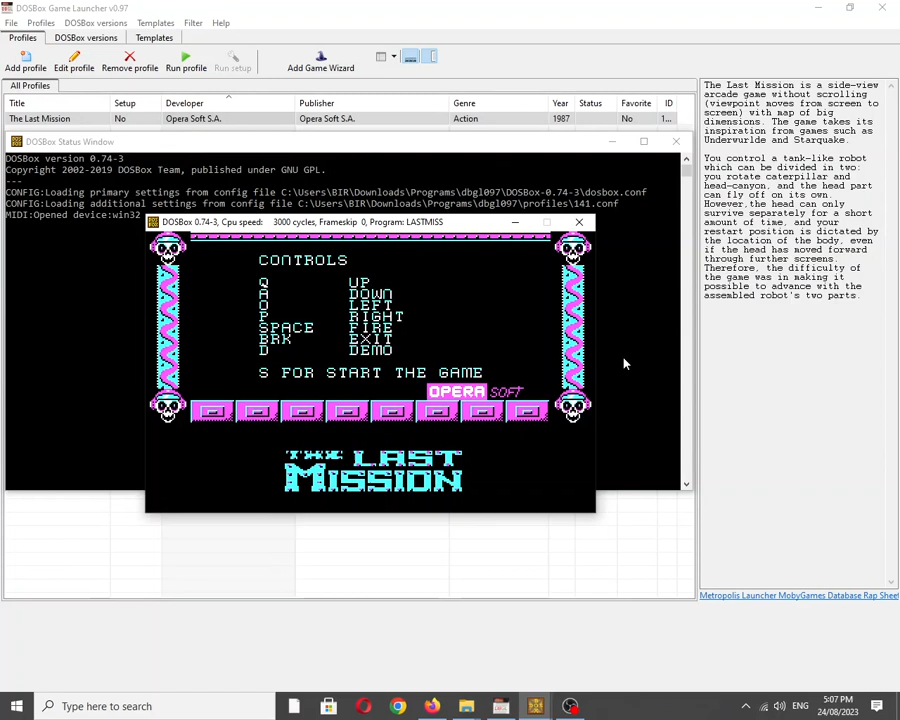 DOSBox Game Launcher v0.97
File Profiles DOSBox versions Templates Filter Help
Profiles DOSBox versions Templates
Add profile Edit profile Remove profile Run profile Run setup Add Game Wizard
All Profiles
Title Setup Developer Publisher Genre Year Status Favorite ID
The Last Mission No Opera Soft S.A. Opera Soft S.A. Action 1987 No 1...
DOSBox Status Window
DOSBox version 0.74-3
Copyright 2002-2019 DOSBox Team, published under GNU GPL.
---
CONFIG:Loading primary settings from config file C:\Users\BIR\Downloads\Programs\dbgl097\DOSBox-0.74-3\dosbox.conf
CONFIG:Loading additional settings from config file C:\Users\BIR\Downloads\Programs\dbgl097\profiles\141.conf
MIDI:Opened device:win32
DOSBox 0.74-3, Cpu speed: 3000 cycles, Frameskip 0, Program: LASTMISS
CONTROLS
Q UP
A DOWN
O LEFT
P RIGHT
SPACE FIRE
BRK EXIT
D DEMO
S FOR START THE GAME
OPERA SOFT
THE LAST
MISSION
The Last Mission is a side-view
arcade game without scrolling
(viewpoint moves from screen to
screen) with map of big
dimensions. The game takes its
inspiration from games such as
Underwurlde and Starquake.
You control a tank-like robot
which can be divided in two:
you rotate caterpillar and
head-canyon, and the head part
can fly off on its own.
However,the head can only
survive separately for a short
amount of time, and your
restart position is dictated by
the location of the body, even
if the head has moved forward
through further screens.
Therefore, the difficulty of
the game was in making it
possible to advance with the
assembled robot's two parts.
Metropolis Launcher MobyGames Database Rap Shee
Type here to search
ENG
5:07 PM
24/08/2023